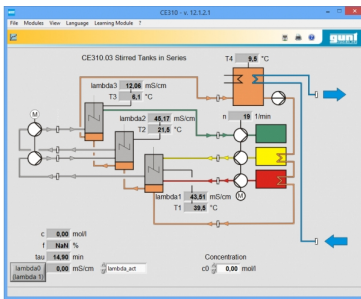 CE310 - v. 12.1.2.1
File Modules View Language Learning Module ?
gunt
CE310.03 Stirred Tanks in Series
T4 9,5 °C
lambda3 12,06 mS/cm
T3 6,1 °C
lambda2 45,17 mS/cm
T2 21,5 °C
n 19 1/min
M
lambda1 43,51 mS/cm
T1 39,5 °C
M
c 0,00 mol/l
f NaN %
tau 14,90 min
lambda0 (lambda 1) 0,00 mS/cm lambda_act
Concentration
c0 0,00 mol/l